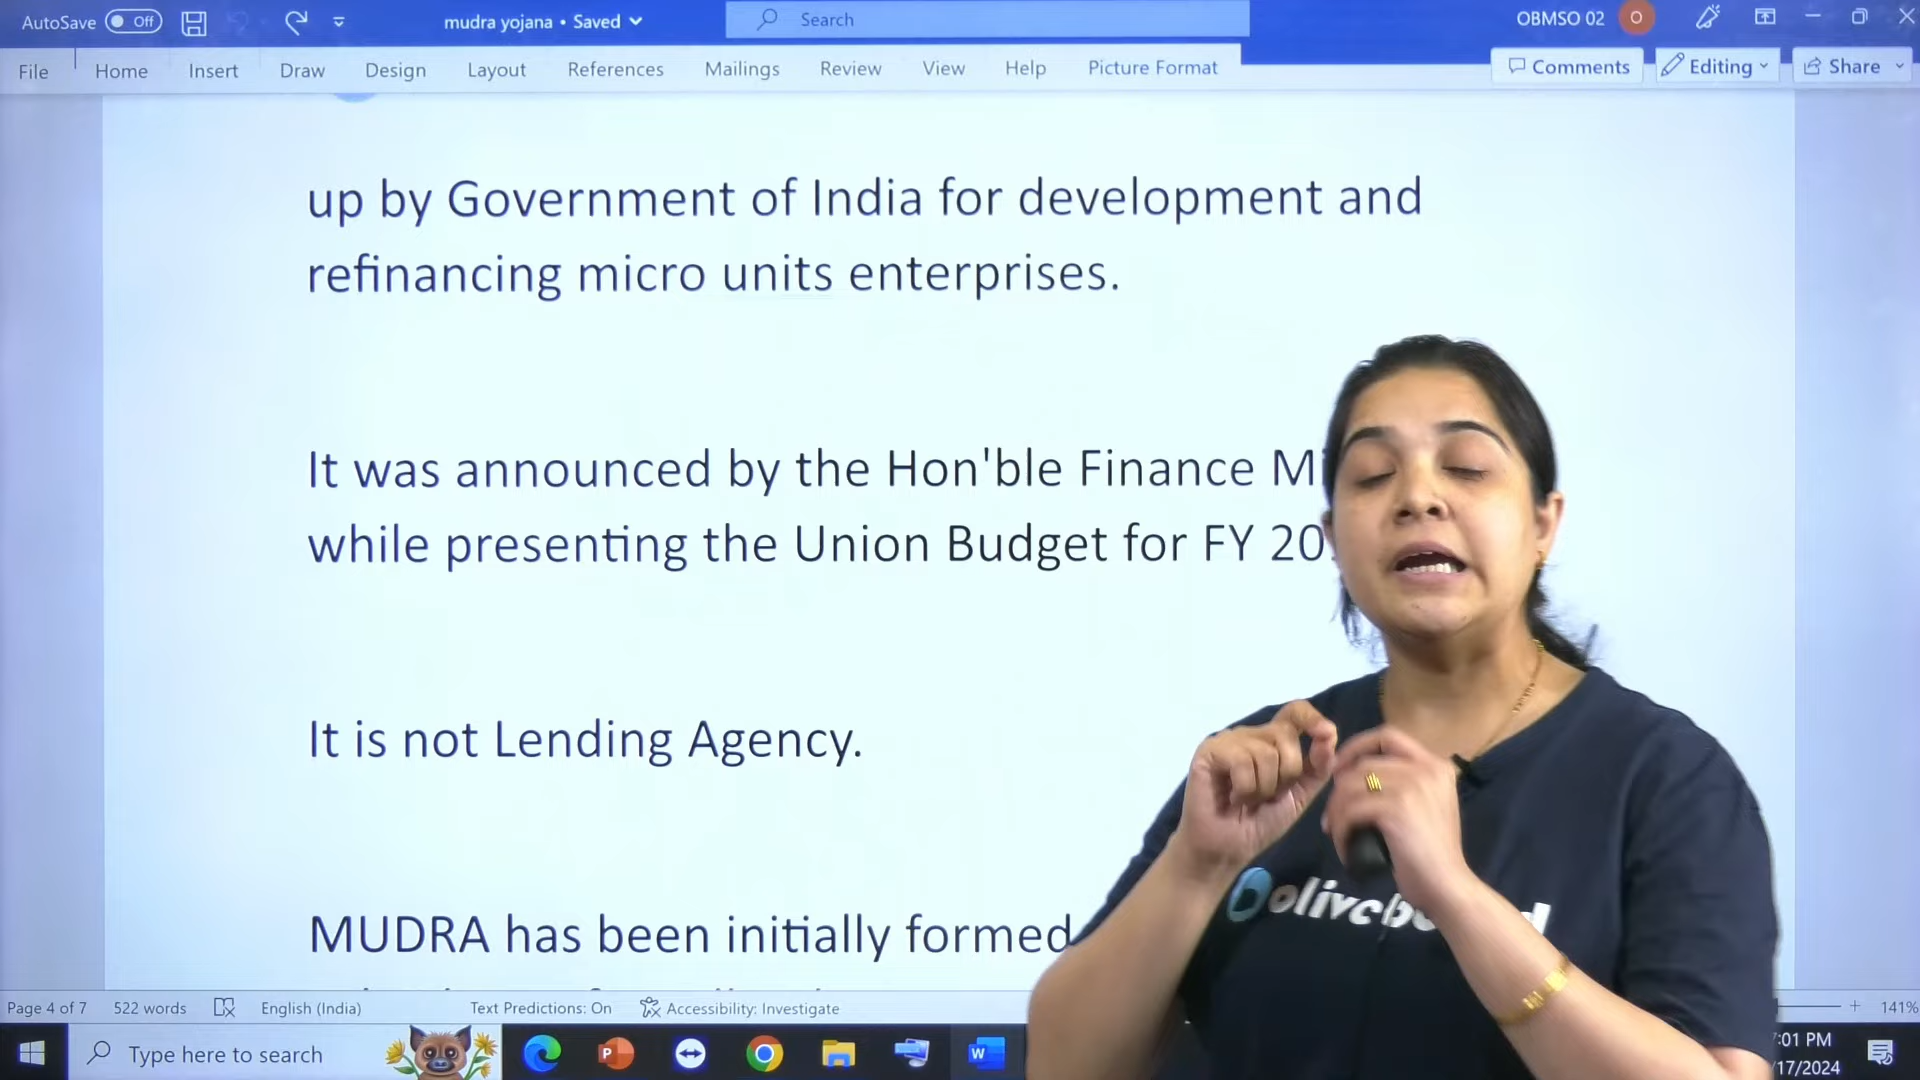 AutoSave Off mudra yojana • Saved Search OBMSO 02 O
File Home Insert Draw Design Layout References Mailings Review View Help Picture Format Comments Editing Share
up by Government of India for development and
refinancing micro units enterprises.
It was announced by the Hon'ble Finance
while presenting the Union Budget for FY
It is not Lending Agency.
MUDRA has been initially formed
Page 4 of 7 522 words English (India) Text Predictions: On Accessibility: Investigate 141%
Type here to search
:01 PM
17/2024